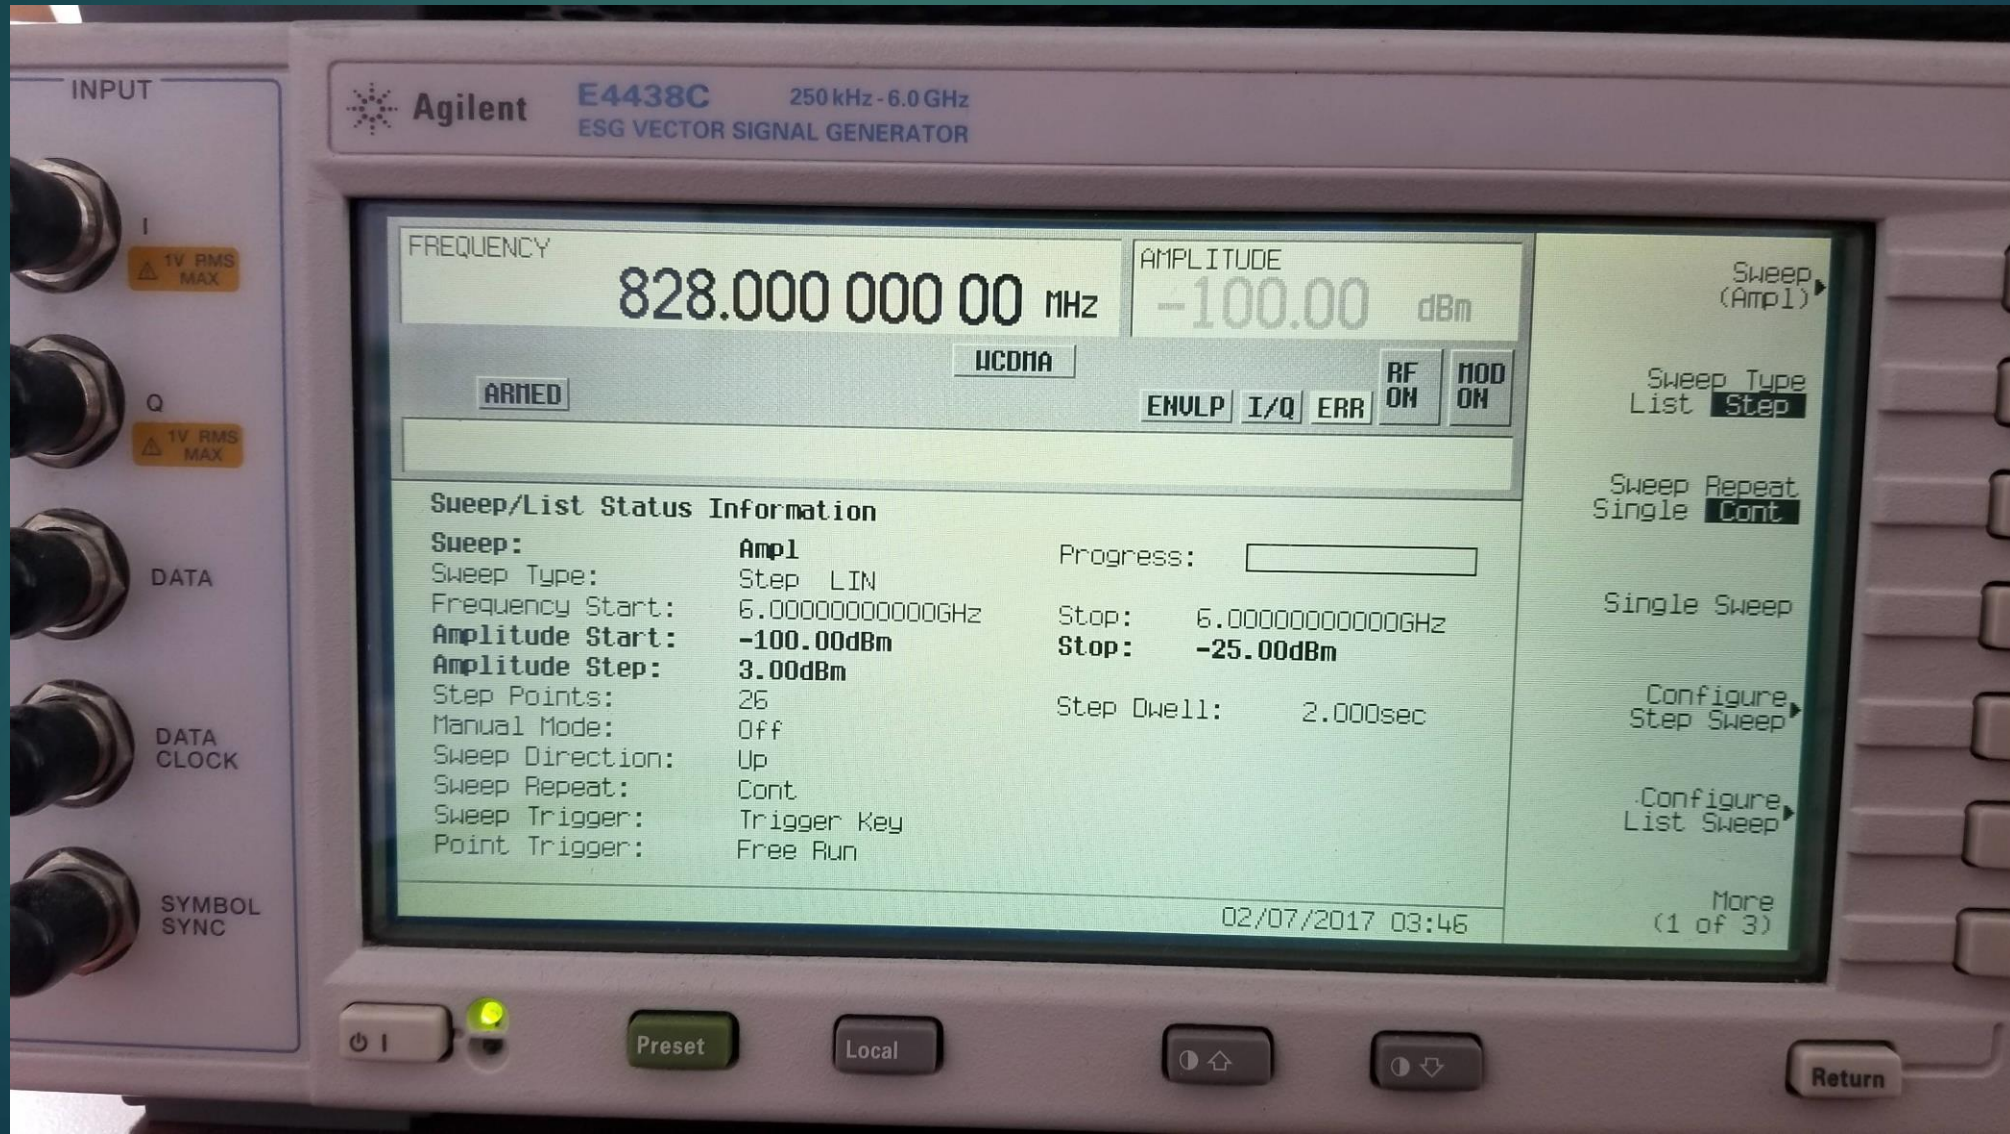 INPUT
I
1V RMS
MAX
Q
1V RMS
MAX
DATA
DATA
CLOCK
SYMBOL
SYNC
Agilent
E4438C 250 kHz - 6.0 GHz
ESG VECTOR SIGNAL GENERATOR
FREQUENCY
828.000 000 00 MHz
AMPLITUDE
-100.00 dBm
WCDMA
ARMED
ENVLP I/Q ERR
RF
ON
MOD
ON
Sweep/List Status Information
Sweep: Ampl Progress:
Sweep Type: Step LIN
Frequency Start: 6.00000000000GHz Stop: 6.00000000000GHz
Amplitude Start: -100.00dBm Stop: -25.00dBm
Amplitude Step: 3.00dBm
Step Points: 26 Step Dwell: 2.000sec
Manual Mode: Off
Sweep Direction: Up
Sweep Repeat: Cont
Sweep Trigger: Trigger Key
Point Trigger: Free Run
02/07/2017 03:46
Sweep
(Ampl)
Sweep Type
List Step
Sweep Repeat
Single Cont
Single Sweep
Configure
Step Sweep
Configure
List Sweep
More
(1 of 3)
Preset
Local
Return